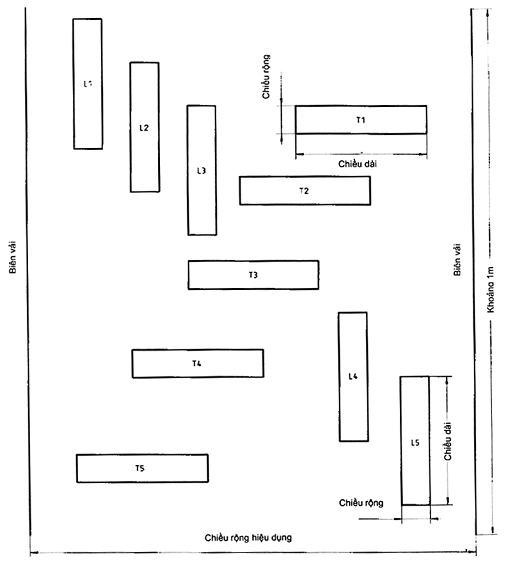 L1
Chiều rộng
L2
T1
L3
Chiều dài
T2
Biên vải
Biên vải
T3
Khoảng 1m
T4
L4
L5
Chiều dài
T5
Chiều rộng
Chiều rộng hiệu dụng